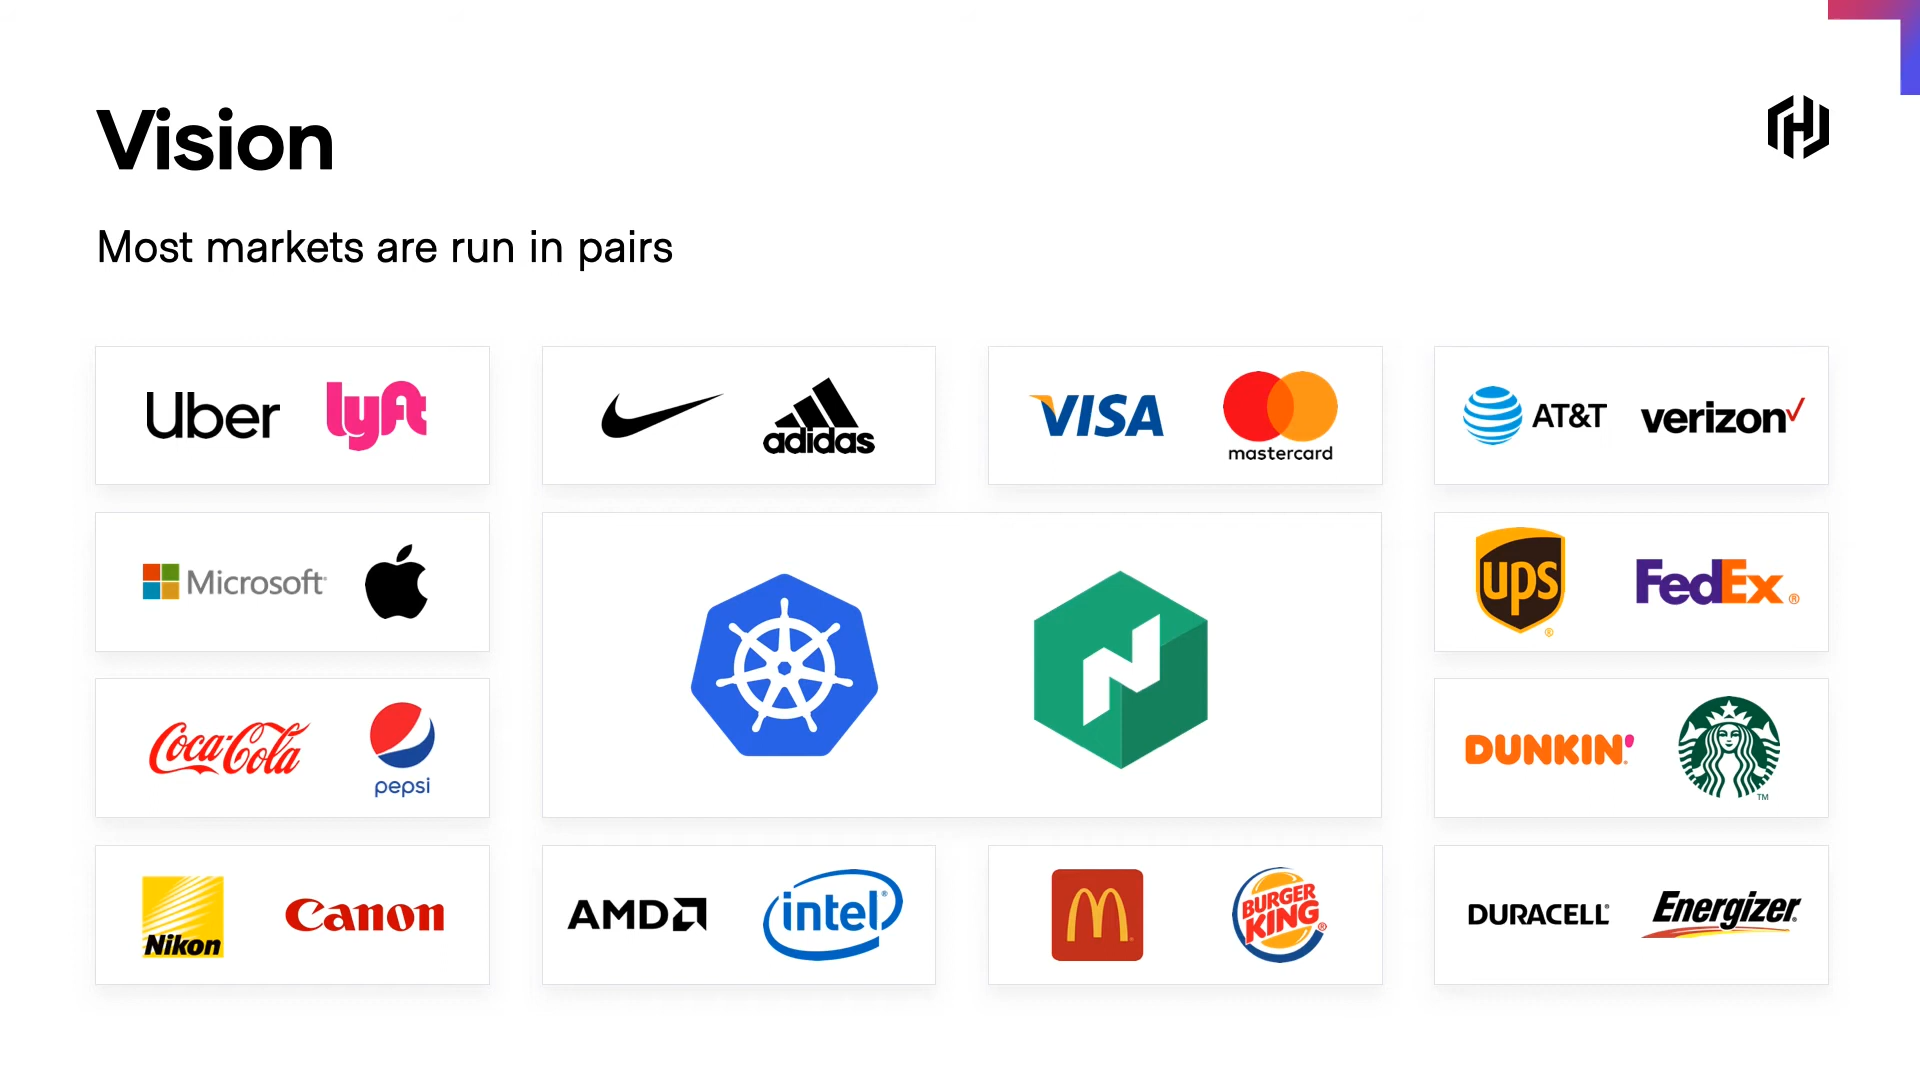 Vision
Most markets are run in pairs
Uber
lyft
adidas
VISA
mastercard
AT&T
verizon✓
Microsoft®
ups®
FedEx®
Coca-Cola
pepsi
DUNKIN'
TM
Nikon
Canon
AMD
intel®
M
BURGER
KING®
DURACELL®
Energizer®